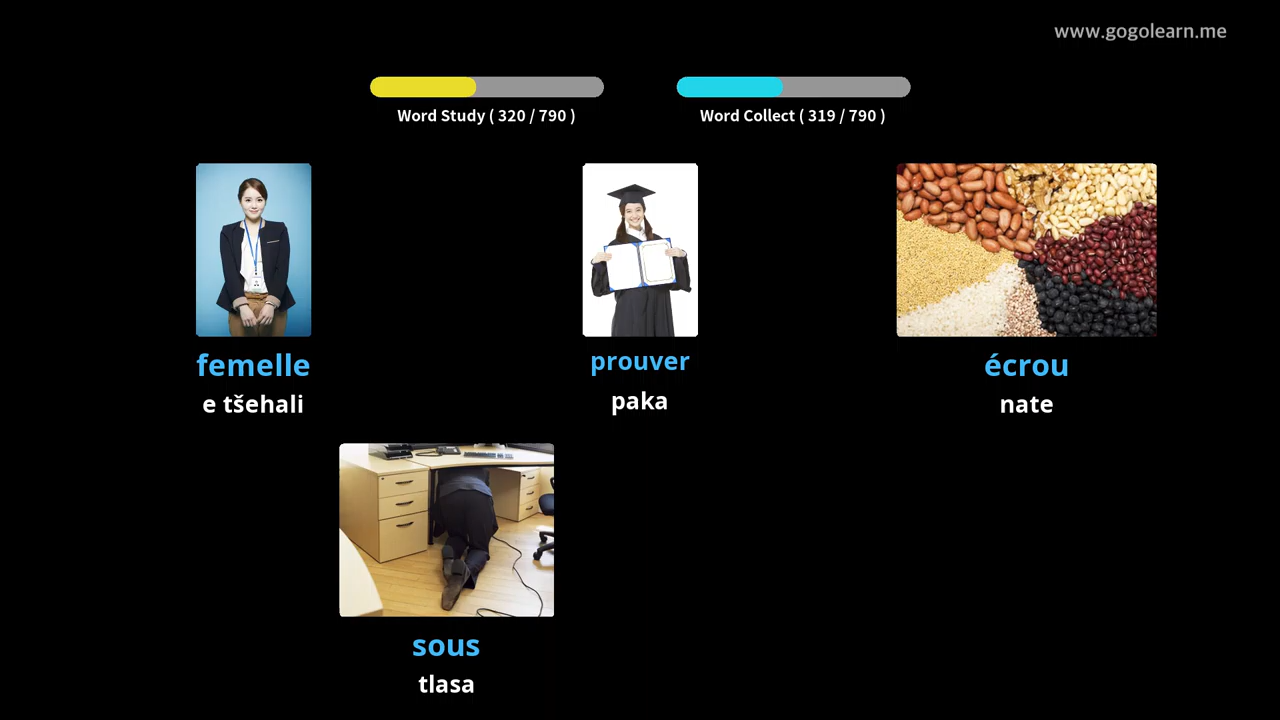 www.gogolearn.me
Word Study ( 320 / 790 )
Word Collect ( 319 / 790 )
femelle
e tšehali
prouver
paka
écrou
nate
sous
tlasa